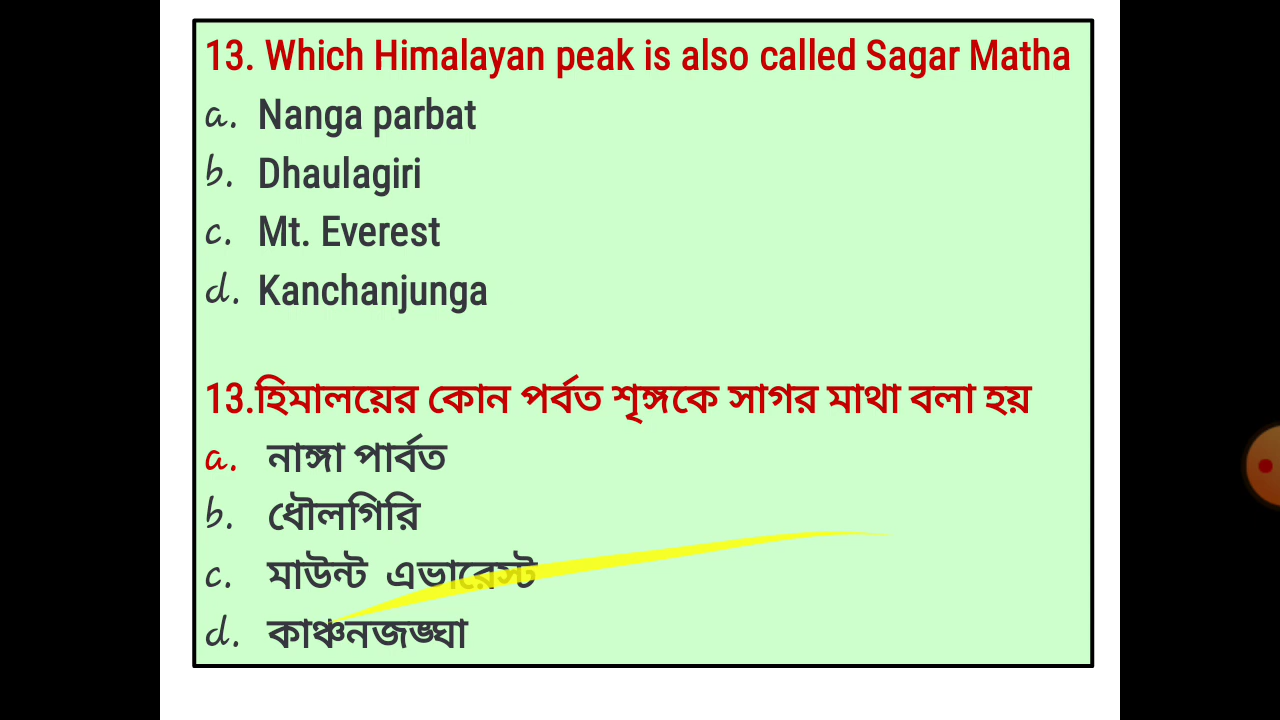 13. Which Himalayan peak is also called Sagar Matha
a. Nanga parbat
b. Dhaulagiri
c. Mt. Everest
d. Kanchanjunga
13.হিমালয়ের কোন পর্বত শৃঙ্গকে সাগর মাথা বলা হয়
a. নাঙ্গা পার্বত
b. ধৌলগিরি
c. মাউন্ট এভারেস্ট
d. কাঞ্চনজঙ্ঘা